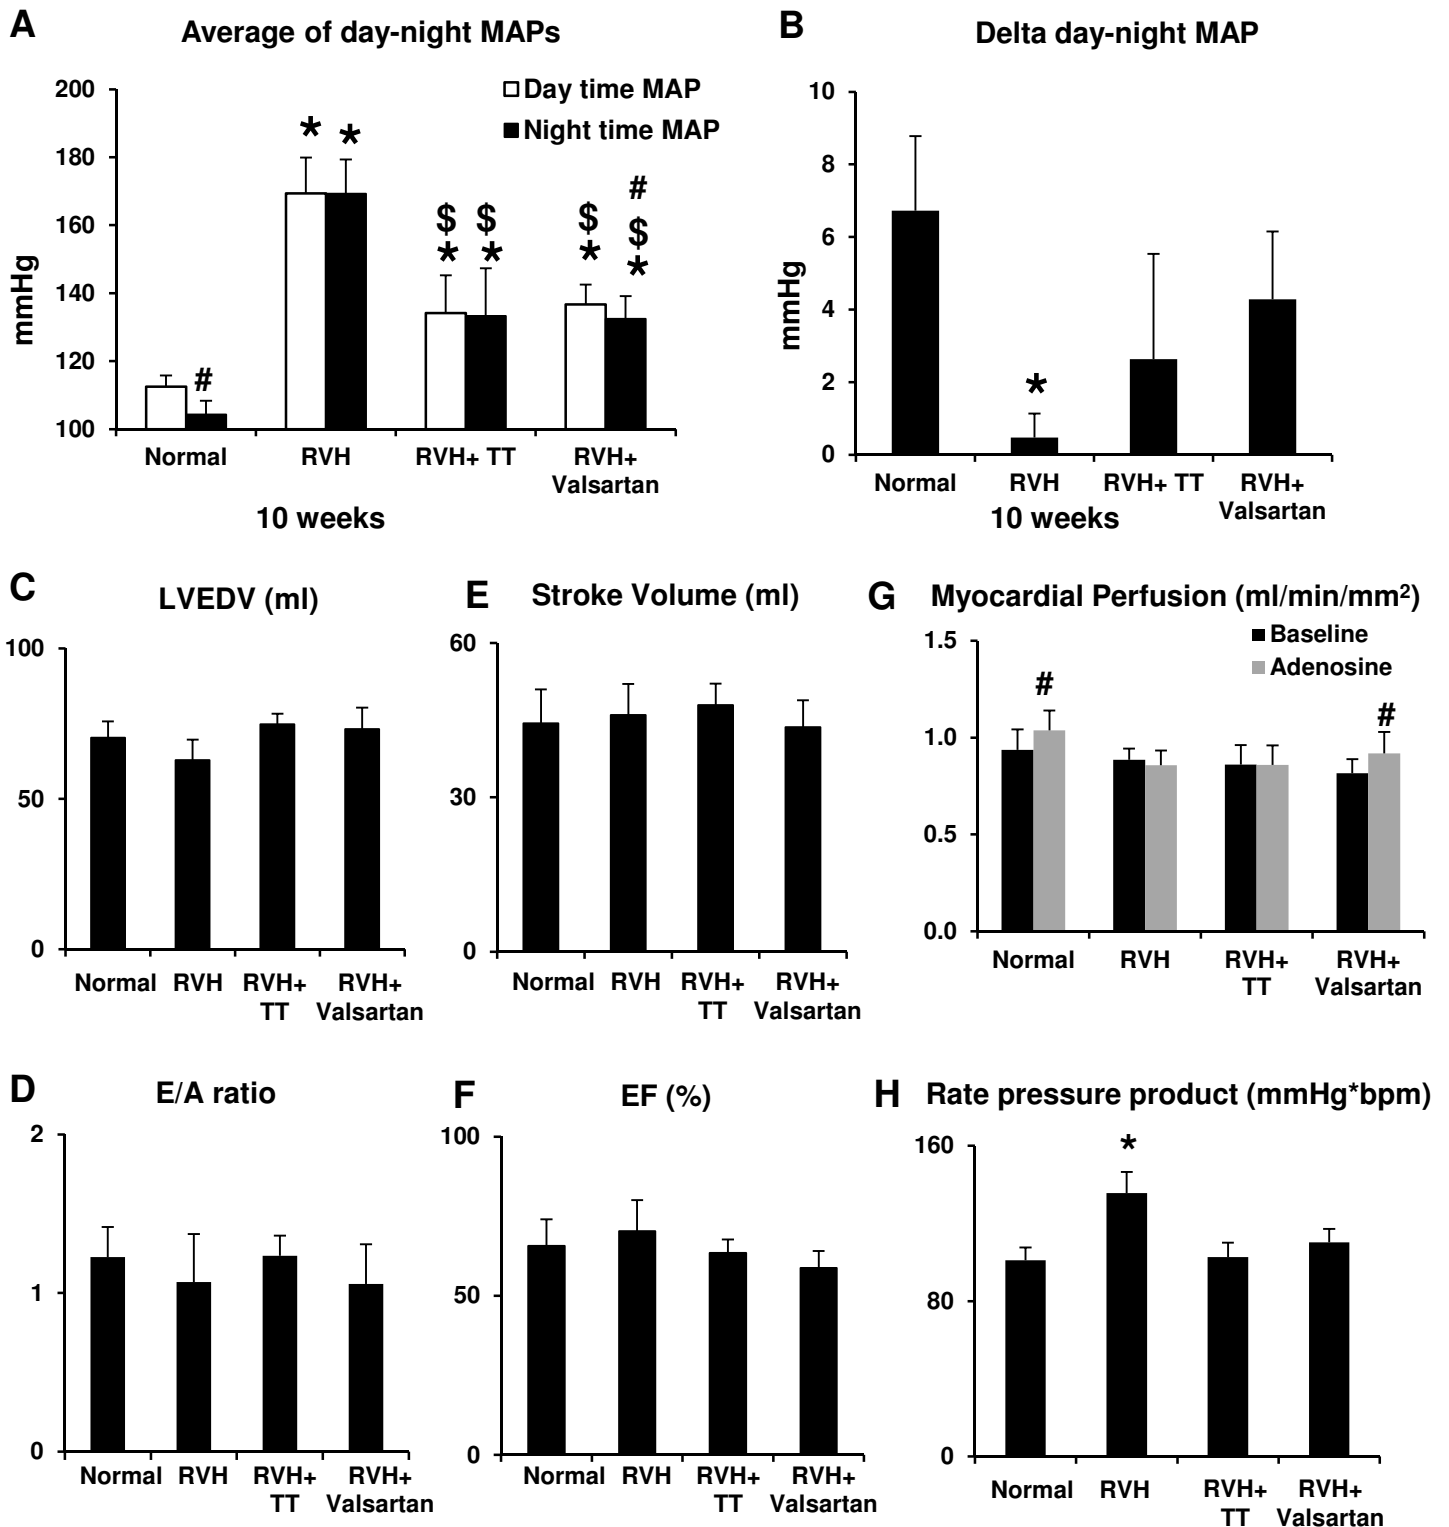 A
Average of day-night MAPs
Day time MAP
Night time MAP
mmHg
200
180
160
140
120
100
* * $ * $ * $ * # $ * #
Normal RVH RVH+ TT RVH+
Valsartan
10 weeks
B
Delta day-night MAP
mmHg
10
8
6
4
2
0
*
Normal RVH RVH+ TT RVH+
Valsartan
10 weeks
C
LVEDV (ml)
100
50
0
Normal RVH RVH+ RVH+
TT Valsartan
E
Stroke Volume (ml)
60
30
0
Normal RVH RVH+ RVH+
TT Valsartan
G
Myocardial Perfusion (ml/min/mm²)
Baseline
Adenosine
1.5
1.0
0.5
0.0
# #
Normal RVH RVH+ RVH+
TT Valsartan
D
E/A ratio
2
1
0
Normal RVH RVH+ RVH+
TT Valsartan
F
EF (%)
100
50
0
Normal RVH RVH+ RVH+
TT Valsartan
H
Rate pressure product (mmHg*bpm)
160
80
0
*
Normal RVH RVH+ RVH+
TT Valsartan